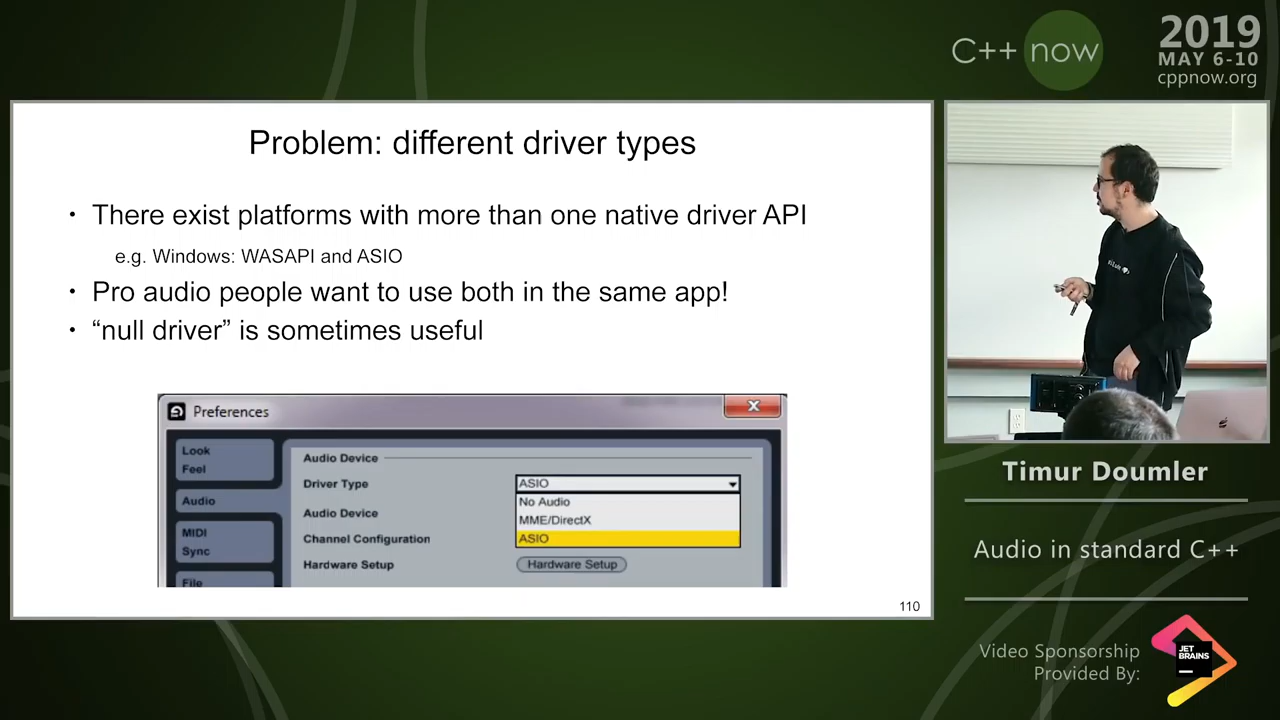 C++ now
2019
MAY 6-10
cppnow.org
Problem: different driver types
• There exist platforms with more than one native driver API
e.g. Windows: WASAPI and ASIO
• Pro audio people want to use both in the same app!
• “null driver” is sometimes useful
Preferences
Look
Feel
Audio
MIDI
Sync
File
Audio Device
Driver Type
ASIO
No Audio
MME/DirectX
ASIO
Audio Device
Channel Configuration
Hardware Setup
Hardware Setup
110
Timur Doumler
Audio in standard C++
Video Sponsorship
Provided By:
JET
BRAINS